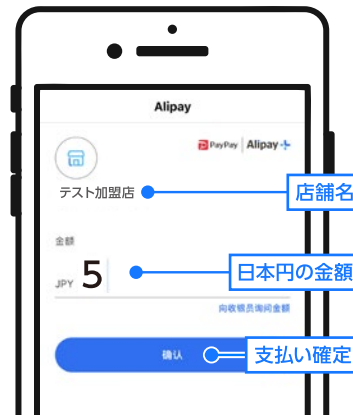 Alipay
PayPay Alipay+
テスト加盟店
店舗名
金額
JPY 5
日本円の金額
向收银员询问金额
确认
支払い確定